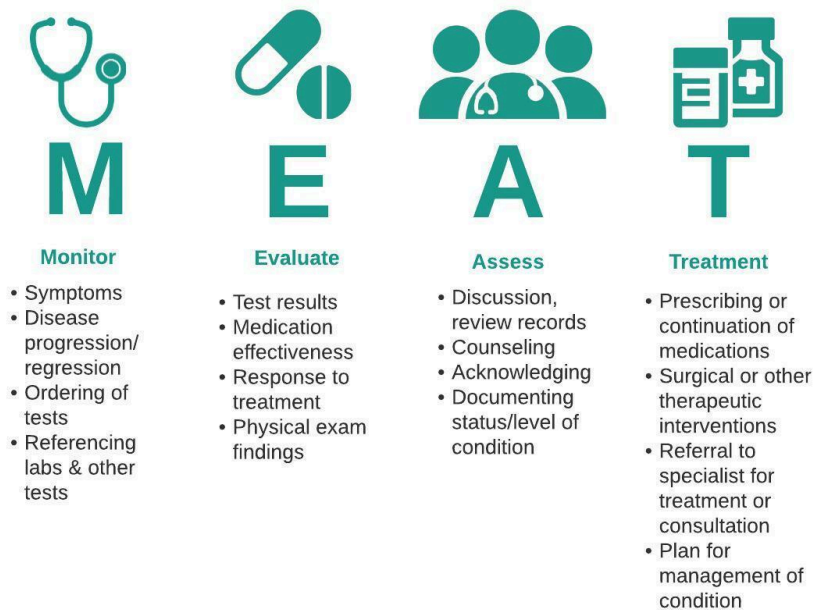 M
Monitor
• Symptoms
• Disease
progression/
regression
• Ordering of
tests
• Referencing
labs & other
tests
E
Evaluate
• Test results
• Medication
effectiveness
• Response to
treatment
• Physical exam
findings
A
Assess
• Discussion,
review records
• Counseling
• Acknowledging
• Documenting
status/level of
condition
T
Treatment
• Prescribing or
continuation of
medications
• Surgical or other
therapeutic
interventions
• Referral to
specialist for
treatment or
consultation
• Plan for
management of
condition